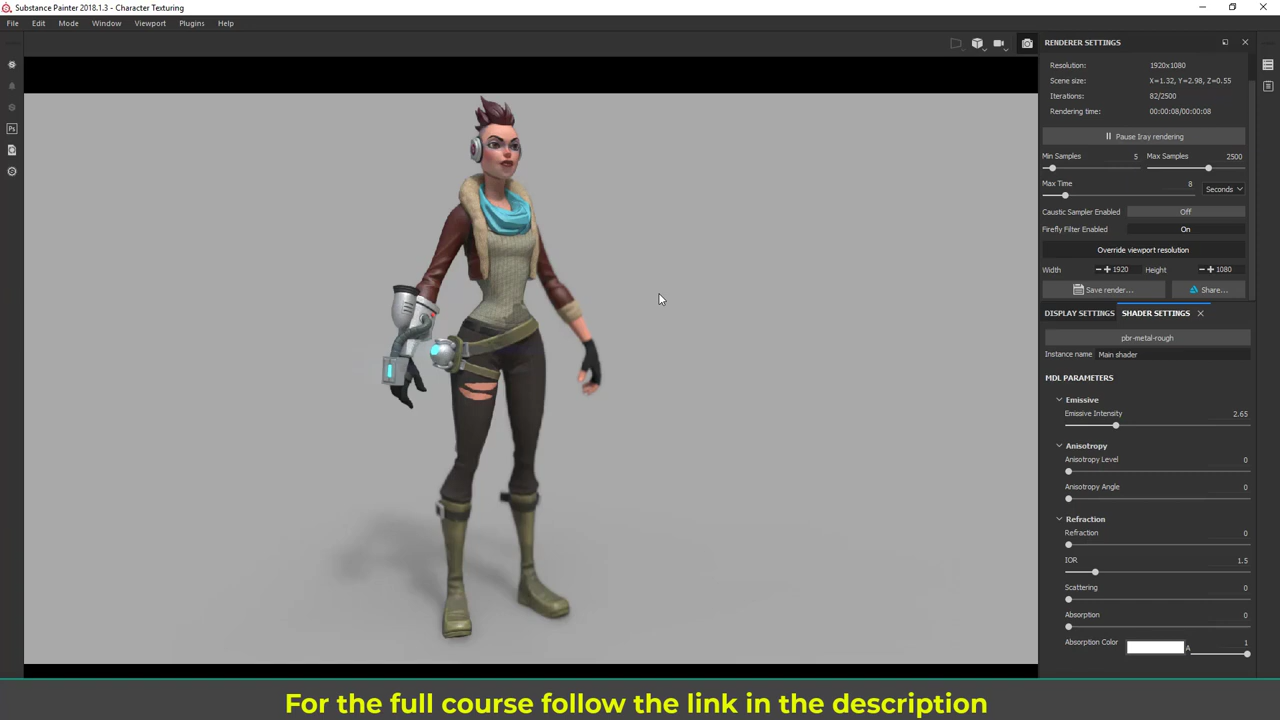 Substance Painter 2018.1.3 - Character Texturing
File Edit Mode Window Viewport Plugins Help
RENDERER SETTINGS
Resolution: 1920x1080
Scene size: X=1.32, Y=2.98, Z=0.55
Iterations: 82/2500
Rendering time: 00:00:08/00:00:08
Pause Iray rendering
Min Samples 5 Max Samples 2500
Max Time 8 Seconds
Caustic Sampler Enabled Off
Firefly Filter Enabled On
Override viewport resolution
Width 1920 Height 1080
Save render... Share...
DISPLAY SETTINGS SHADER SETTINGS
pbr-metal-rough
Instance name Main shader
MDL PARAMETERS
Emissive
Emissive Intensity 2.65
Anisotropy
Anisotropy Level 0
Anisotropy Angle 0
Refraction
Refraction 0
IOR 1.5
Scattering 0
Absorption 0
Absorption Color A 1
Ps
For the full course follow the link in the description